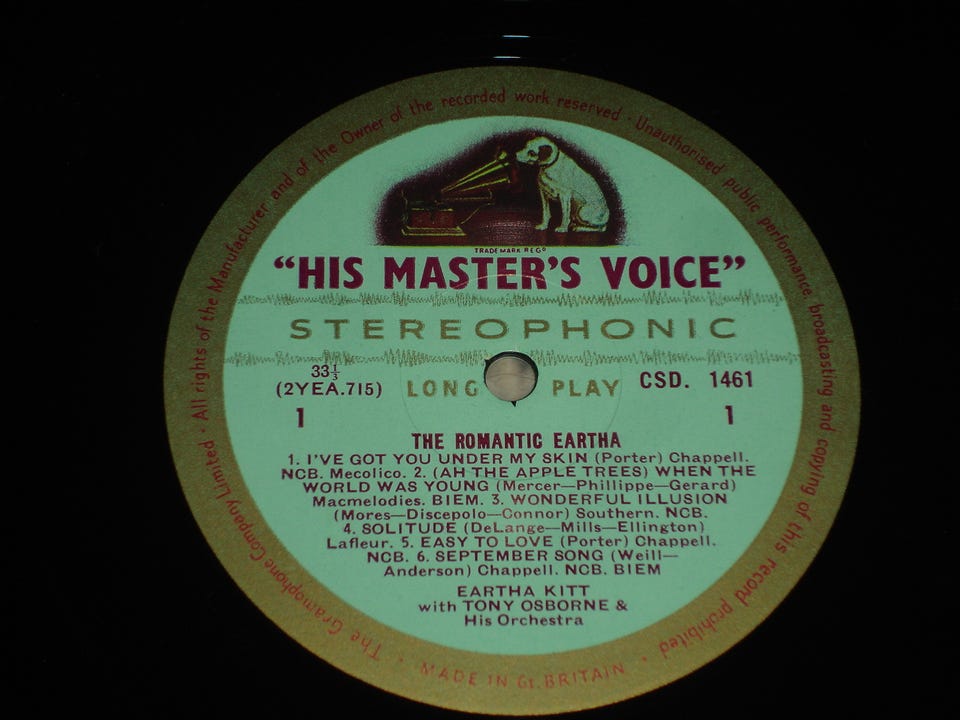 The Gramophone Company Limited · All rights of the Manufacturer and of the Owner of the recorded work reserved · Unauthorised public performance, broadcasting and copying of this record prohibited ·
TRADE MARK REGD
“HIS MASTER'S VOICE”
STEREOPHONIC
33⅓
(2YEA.715)
LONG PLAY
CSD. 1461
1
1
THE ROMANTIC EARTHA
1. I'VE GOT YOU UNDER MY SKIN (Porter) Chappell.
NCB. Mecolico. 2. (AH THE APPLE TREES) WHEN THE
WORLD WAS YOUNG (Mercer—Phillippe—Gerard)
Macmelodies. BIEM. 3. WONDERFUL ILLUSION
(Mores—Discepolo—Connor) Southern. NCB.
4. SOLITUDE (DeLange—Mills—Ellington)
Lafleur. 5. EASY TO LOVE (Porter) Chappell.
NCB. 6. SEPTEMBER SONG (Weill—
Anderson) Chappell. NCB. BIEM
EARTHA KITT
with TONY OSBORNE &
His Orchestra
MADE IN GT. BRITAIN